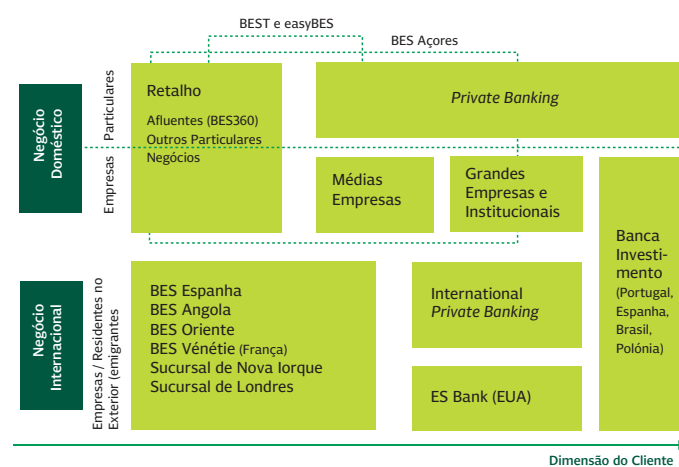 BEST e easyBES
BES Açores
Negócio
Doméstico
Particulares
Empresas
Retalho
Afluentes (BES360)
Outros Particulares
Negócios
Private Banking
Médias
Empresas
Grandes
Empresas e
Institucionais
Banca
Investi-
mento
(Portugal,
Espanha,
Brasil,
Polónia)
Negócio
Internacional
Empresas / Residentes no
Exterior (emigrantes
BES Espanha
BES Angola
BES Oriente
BES Vénétie (França)
Sucursal de Nova Iorque
Sucursal de Londres
International
Private Banking
ES Bank (EUA)
Dimensão do Cliente